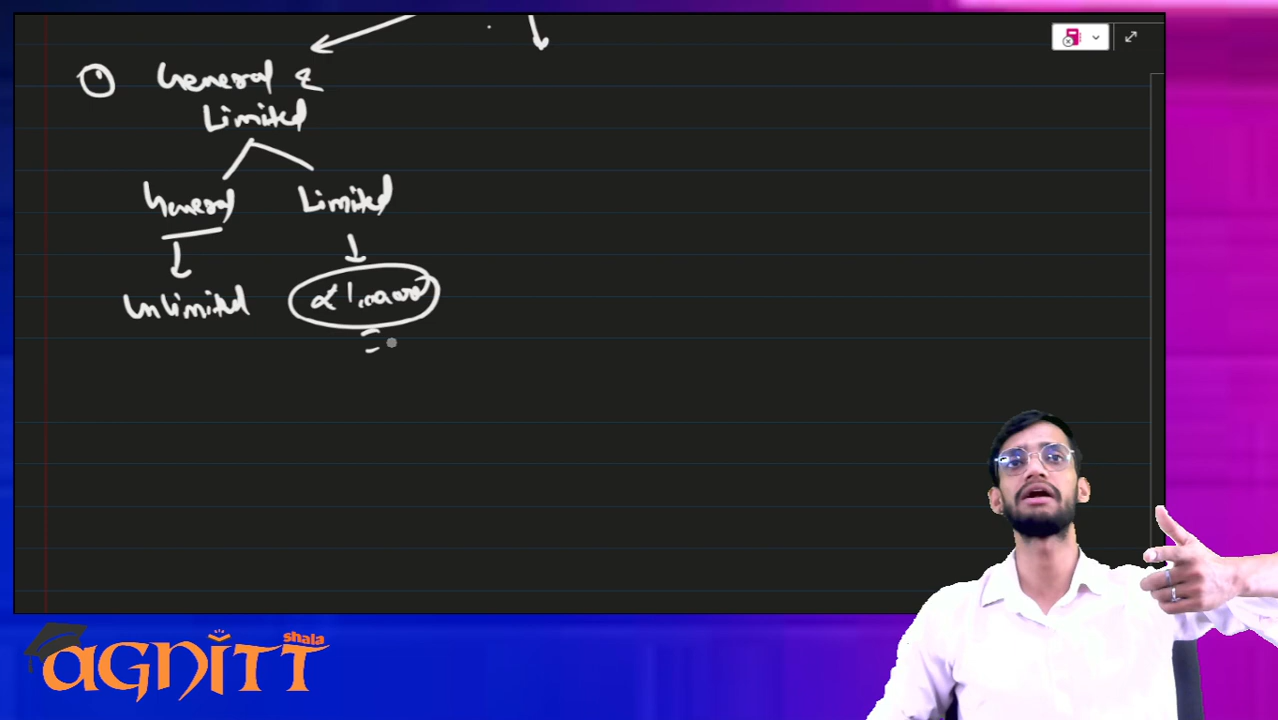 ① General &
Limited
General Limited
Unlimited
shala
agnitt